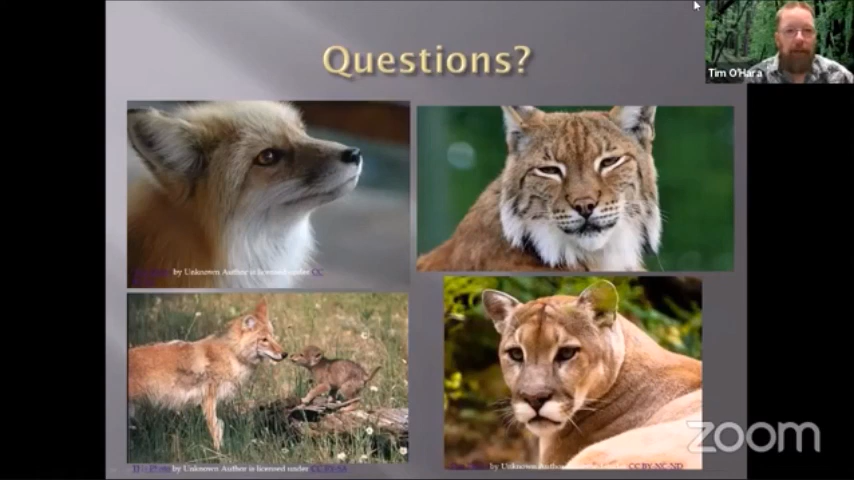 Questions?
Tim O'Hara
by Unknown Author is licensed under CC
by Unknown Author is licensed under CC BY-SA
by Unknown Author
CC BY-NC-ND
zoom